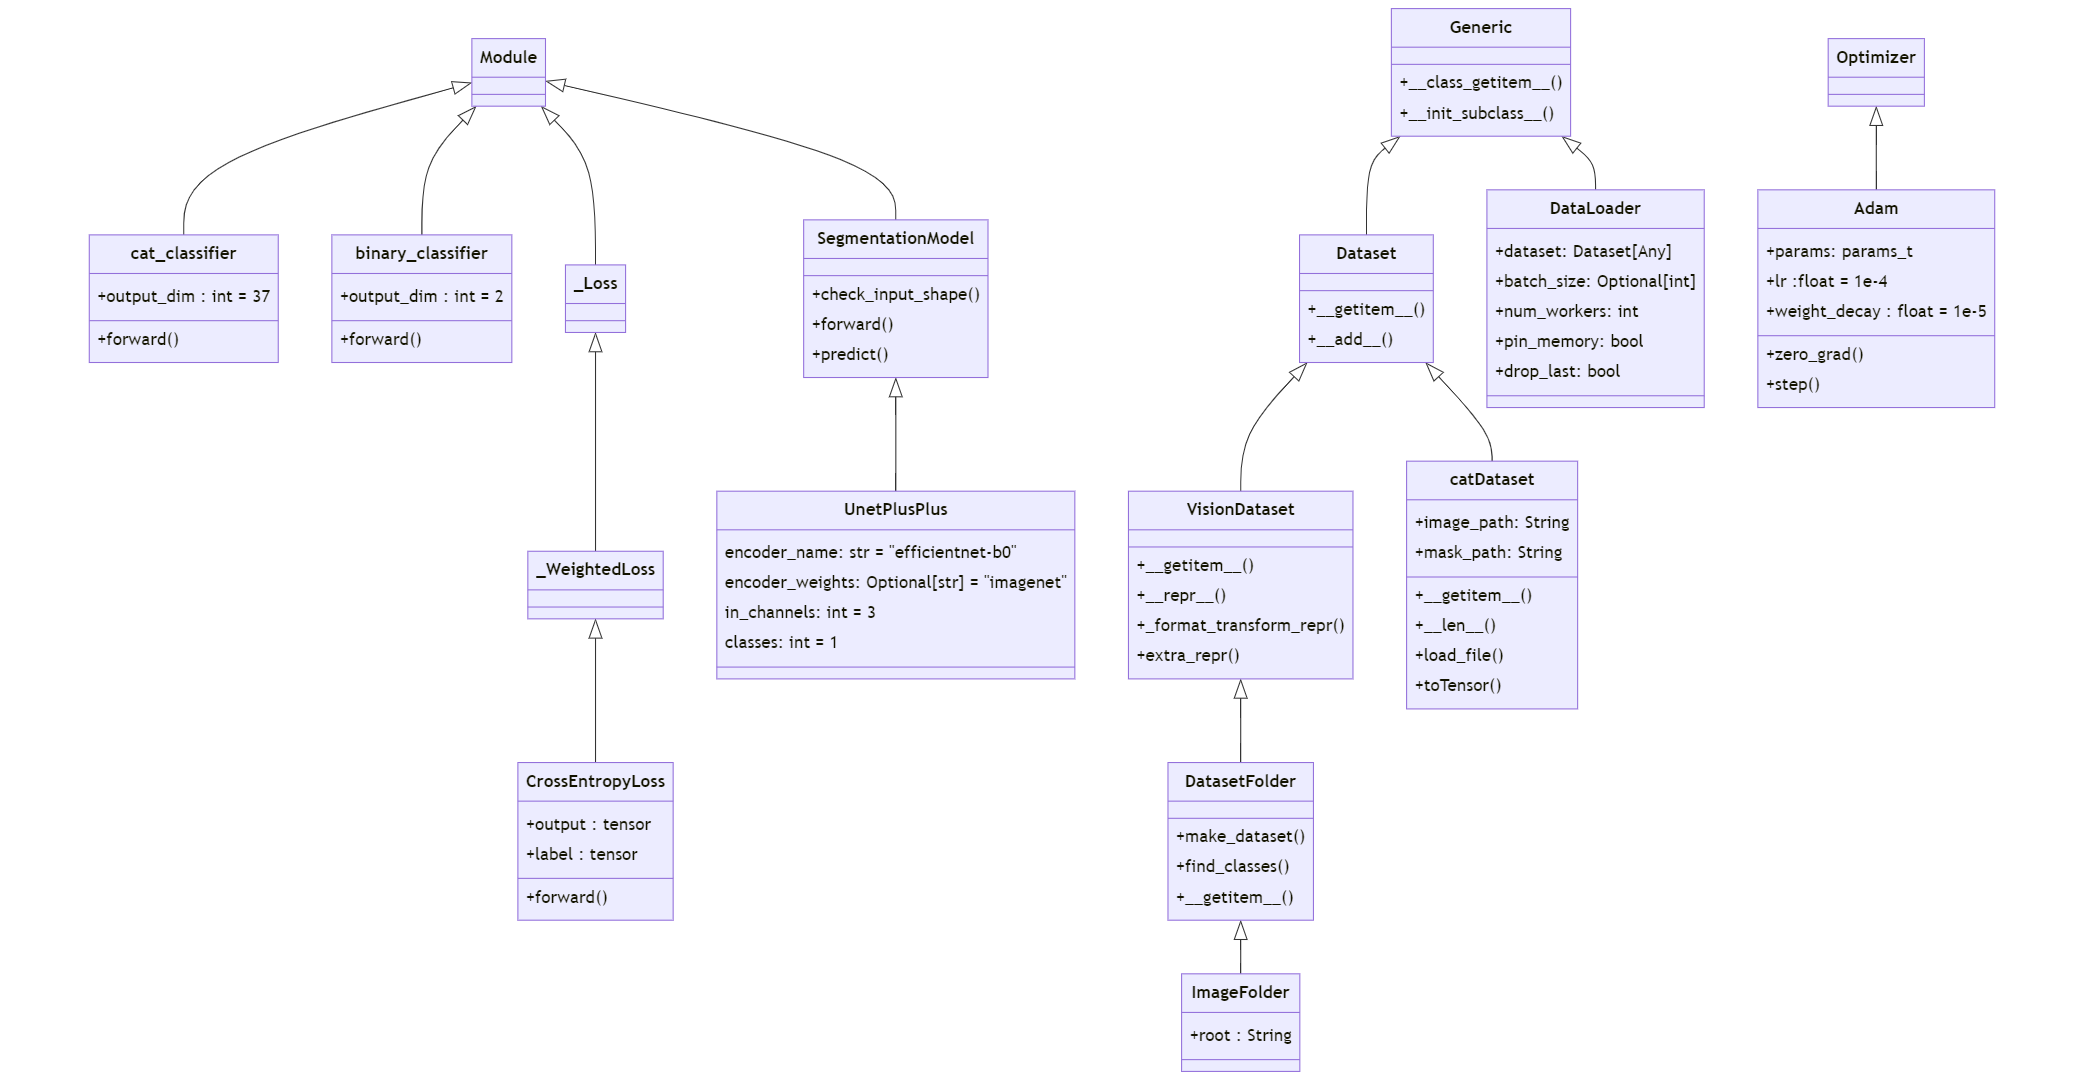 Module
cat_classifier
+output_dim : int = 37
+forward()
binary_classifier
+output_dim : int = 2
+forward()
_Loss
SegmentationModel
+check_input_shape()
+forward()
+predict()
_WeightedLoss
UnetPlusPlus
encoder_name: str = "efficientnet-b0"
encoder_weights: Optional[str] = "imagenet"
in_channels: int = 3
classes: int = 1
CrossEntropyLoss
+output : tensor
+label : tensor
+forward()
Generic
+__class_getitem__()
+__init_subclass__()
Dataset
+__getitem__()
+__add__()
DataLoader
+dataset: Dataset[Any]
+batch_size: Optional[int]
+num_workers: int
+pin_memory: bool
+drop_last: bool
VisionDataset
+__getitem__()
+__repr__()
+_format_transform_repr()
+extra_repr()
catDataset
+image_path: String
+mask_path: String
+__getitem__()
+__len__()
+load_file()
+toTensor()
DatasetFolder
+make_dataset()
+find_classes()
+__getitem__()
ImageFolder
+root : String
Optimizer
Adam
+params: params_t
+lr :float = 1e-4
+weight_decay : float = 1e-5
+zero_grad()
+step()